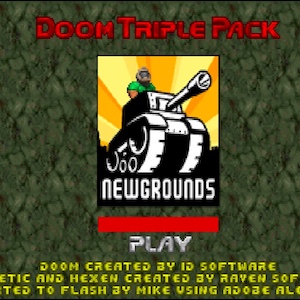 DOOM TRIPLE PACK
NEWGROUNDS
PLAY
DOOM CREATED BY ID SOFTWARE
ETIC AND HEXEN CREATED BY RAVEN SOF
TED TO FLASH BY MIKE USING ADOBE AL